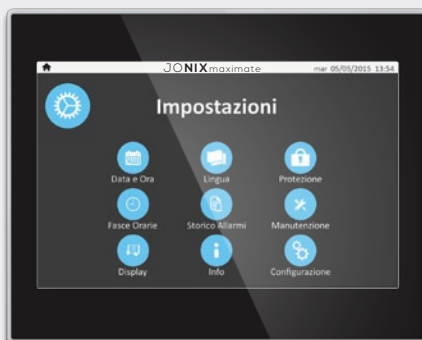 JONIXmaximate mar 05/05/2015 13:54
Impostazioni
Data e Ora Lingua Protezione
Fasce Orarie Storico Allarmi Manutenzione
Display Info Configurazione